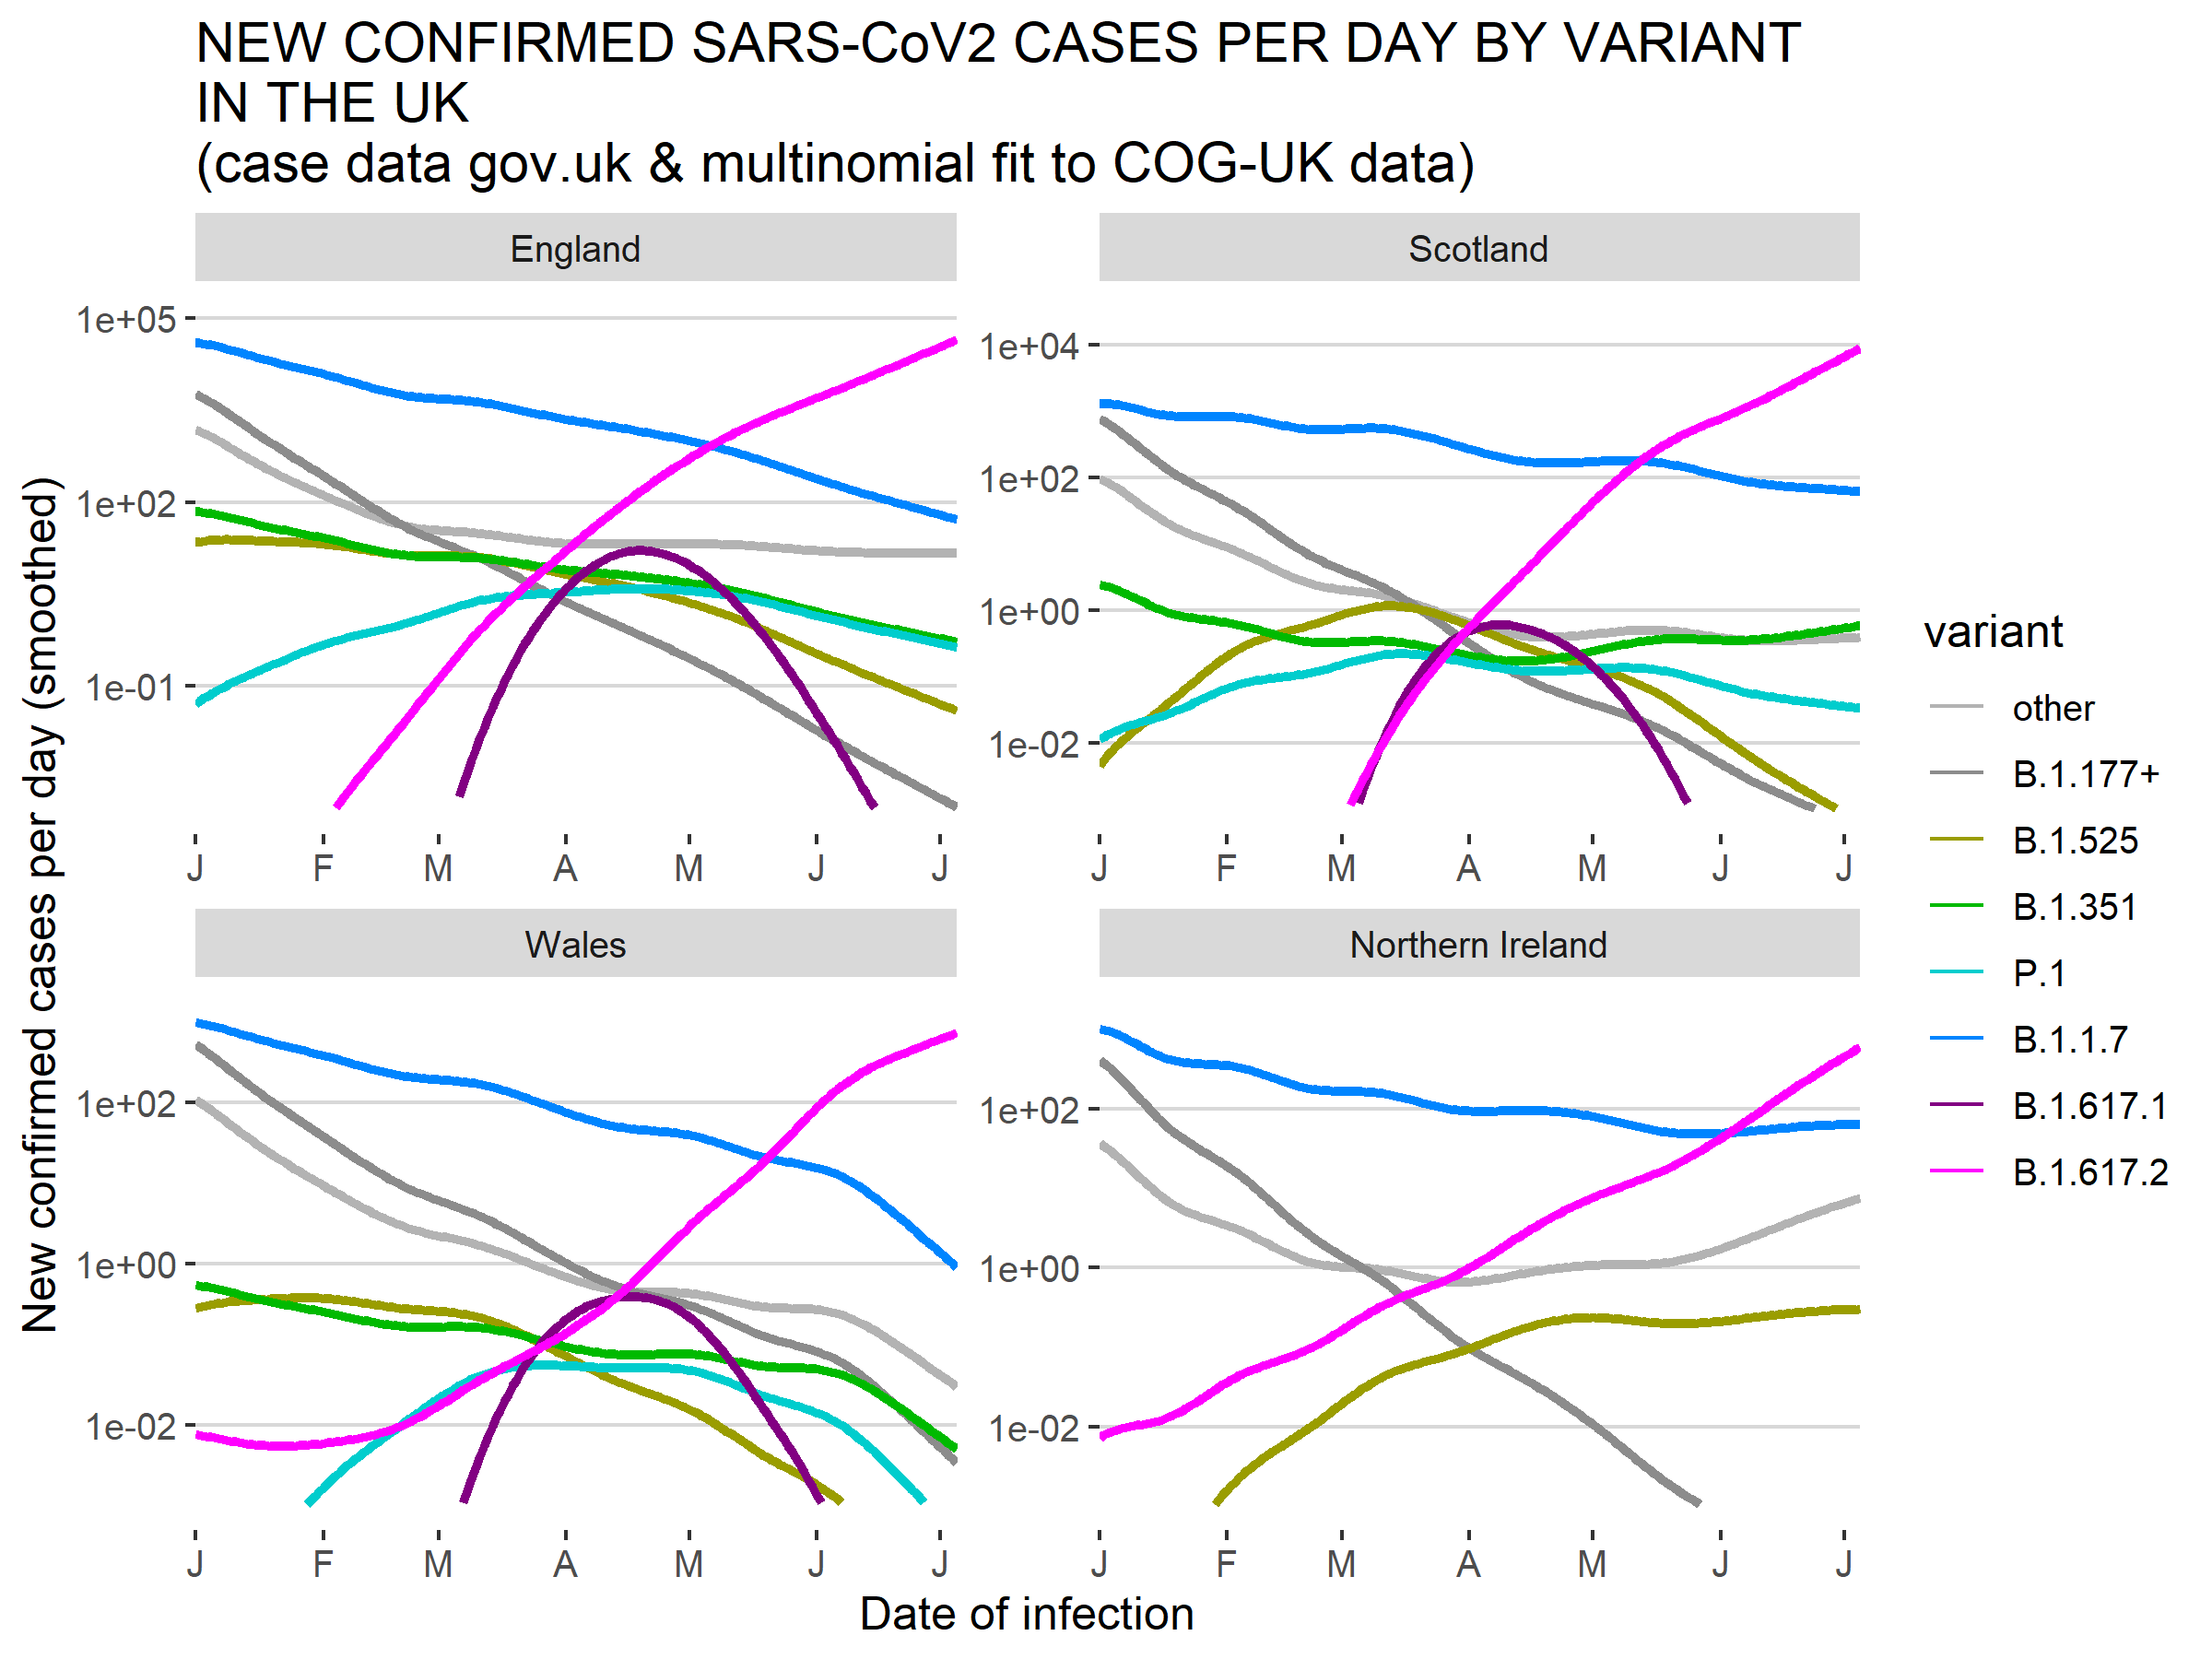 NEW CONFIRMED SARS-CoV2 CASES PER DAY BY VARIANT
IN THE UK
(case data gov.uk & multinomial fit to COG-UK data)
New confirmed cases per day (smoothed)
England
1e+05
1e+02
1e-01
J F M A M J J
Scotland
1e+04
1e+02
1e+00
1e-02
J F M A M J J
Wales
1e+02
1e+00
1e-02
J F M A M J J
Northern Ireland
1e+02
1e+00
1e-02
J F M A M J J
Date of infection
variant
other
B.1.177+
B.1.525
B.1.351
P.1
B.1.1.7
B.1.617.1
B.1.617.2